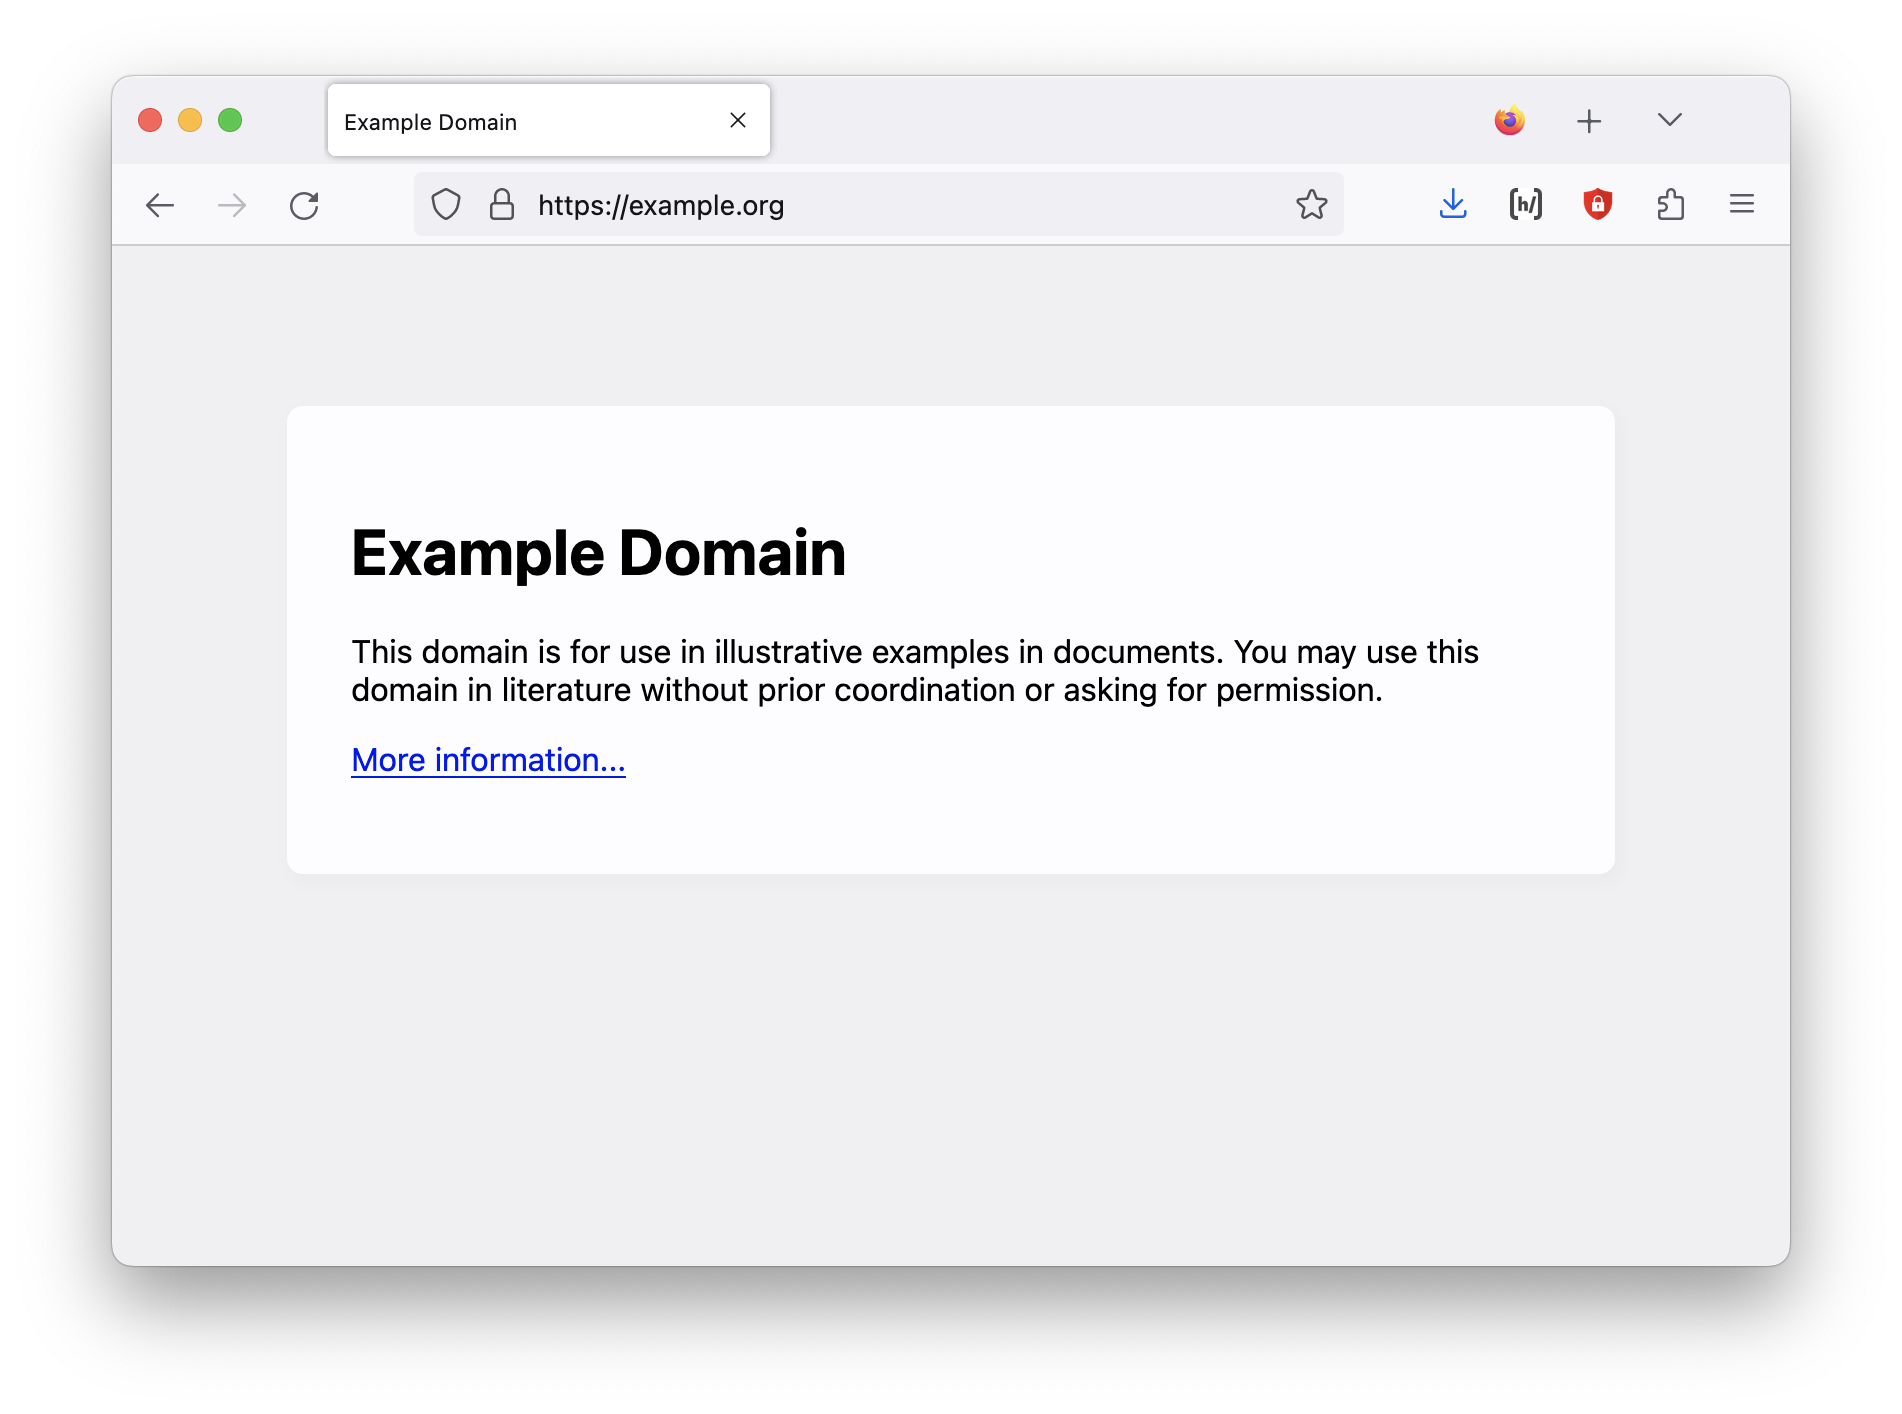 Example Domain
https://example.org
[h/]
Example Domain
This domain is for use in illustrative examples in documents. You may use this
domain in literature without prior coordination or asking for permission.
More information...